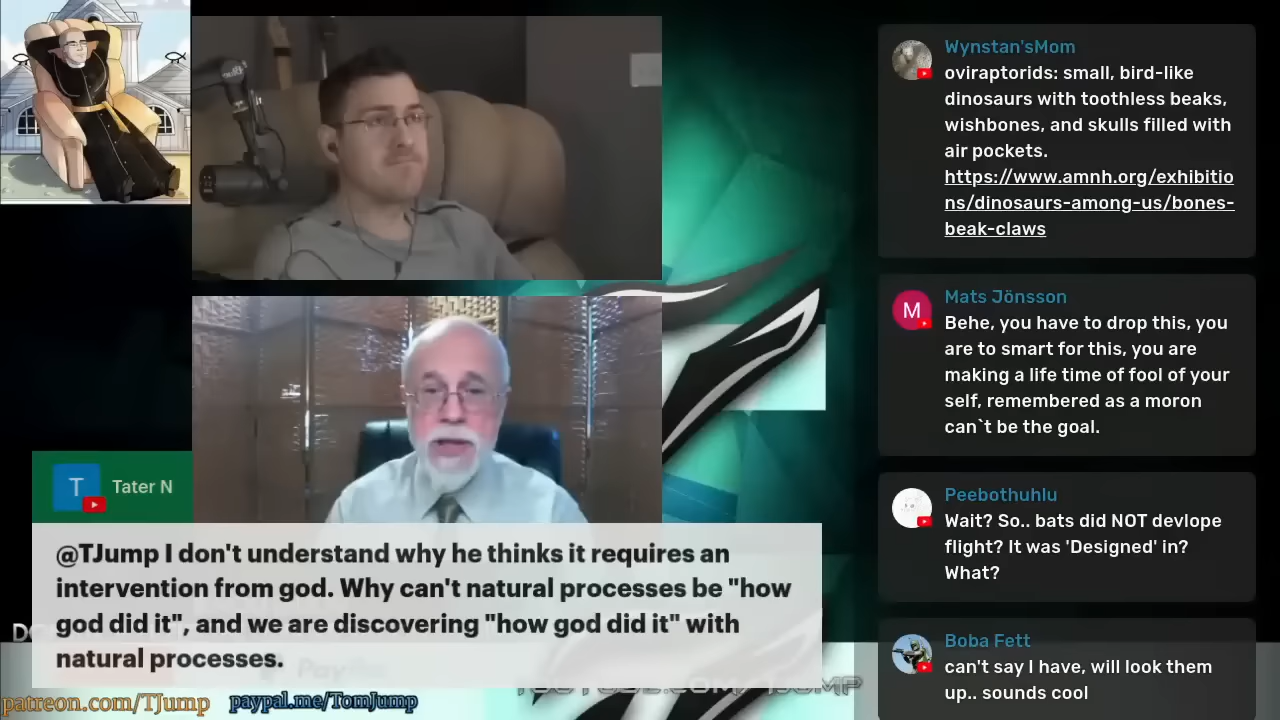 Wynstan'sMom
oviraptorids: small, bird-like
dinosaurs with toothless beaks,
wishbones, and skulls filled with
air pockets.
https://www.amnh.org/exhibitio
ns/dinosaurs-among-us/bones-
beak-claws
M
Mats Jönsson
Behe, you have to drop this, you
are to smart for this, you are
making a life time of fool of your
self, remembered as a moron
can`t be the goal.
T
Tater N
Peebothuhlu
Wait? So.. bats did NOT devlope
flight? It was 'Designed' in?
What?
@TJump I don't understand why he thinks it requires an
intervention from god. Why can't natural processes be "how
god did it", and we are discovering "how god did it" with
natural processes.
Boba Fett
can't say I have, will look them
up.. sounds cool
patreon.com/TJump
paypal.me/TomJump